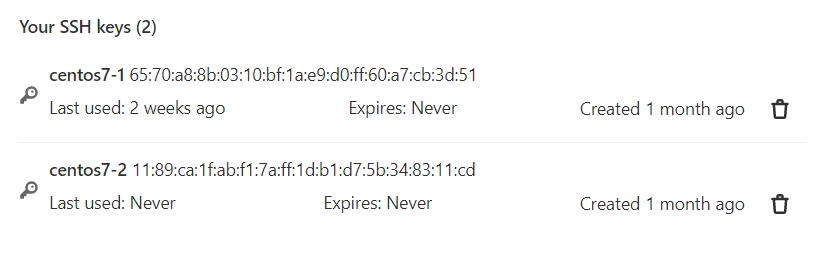 Your SSH keys (2)
centos7-1 65:70:a8:8b:03:10:bf:1a:e9:d0:ff:60:a7:cb:3d:51
Last used: 2 weeks ago Expires: Never Created 1 month ago
centos7-2 11:89:ca:1f:ab:f1:7a:ff:1d:b1:d7:5b:34:83:11:cd
Last used: Never Expires: Never Created 1 month ago